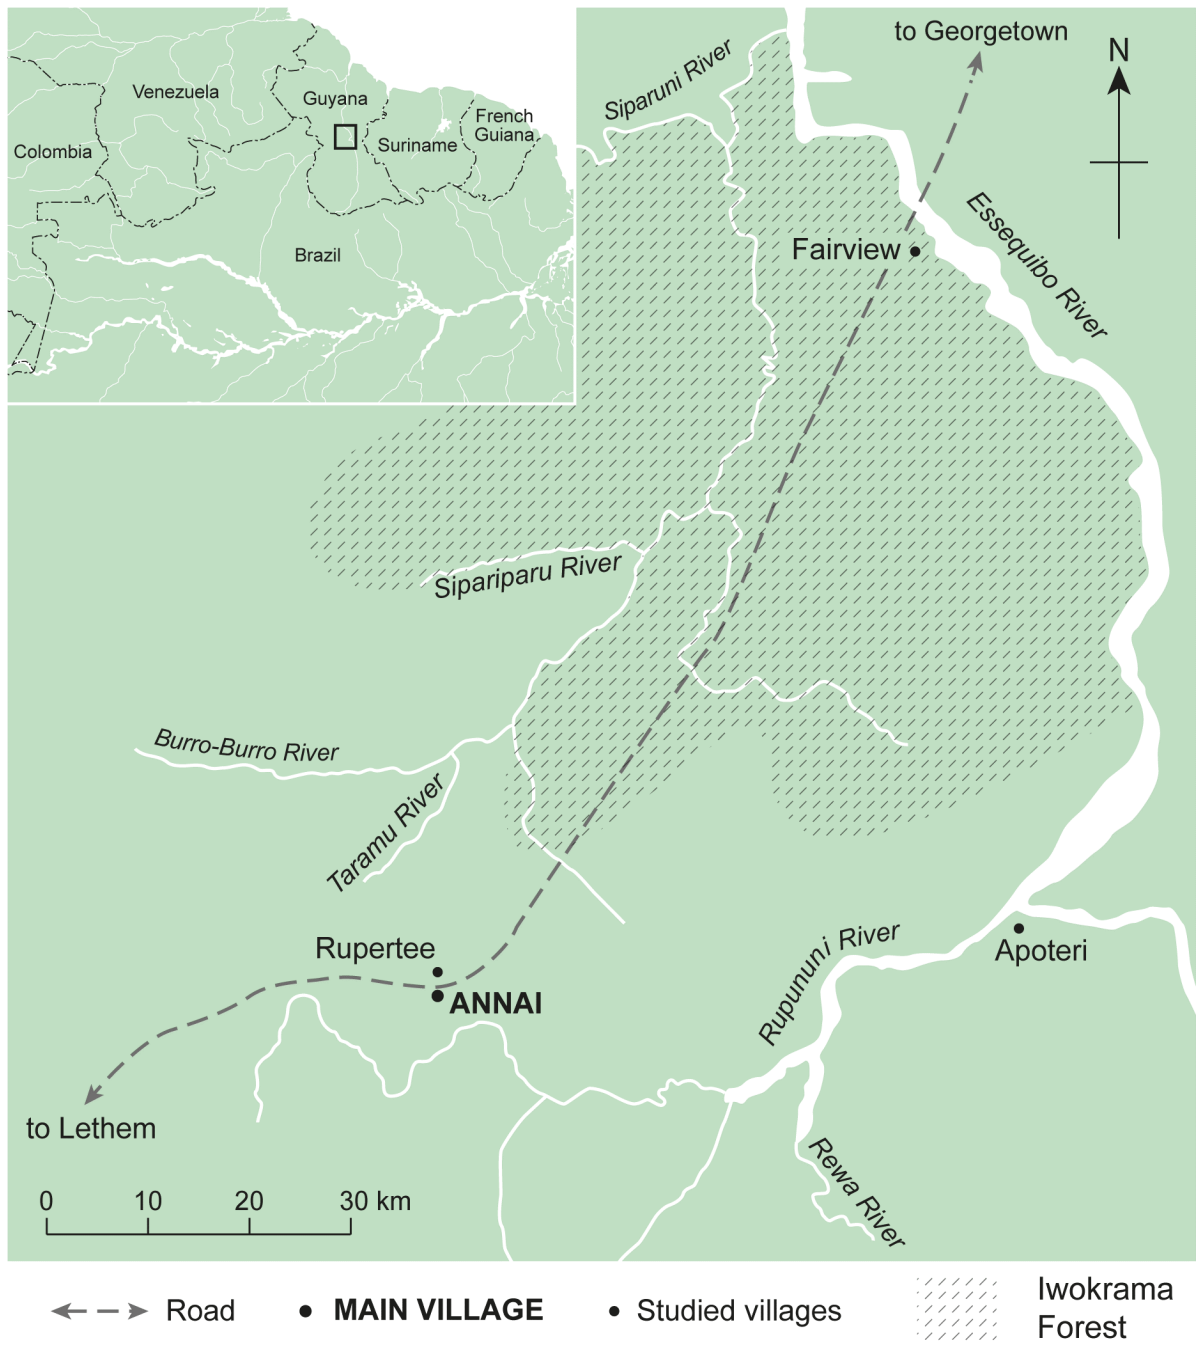 to Georgetown
N
Siparuni River
Venezuela
Guyana
French
Guiana
Suriname
Colombia
Brazil
Essequibo River
Fairview
Sipariparu River
Burro-Burro River
Taramu River
Rupertee
ANNAI
Rupununi River
Apoteri
to Lethem
Rewa River
0 10 20 30 km
Road
MAIN VILLAGE
Studied villages
Iwokrama
Forest